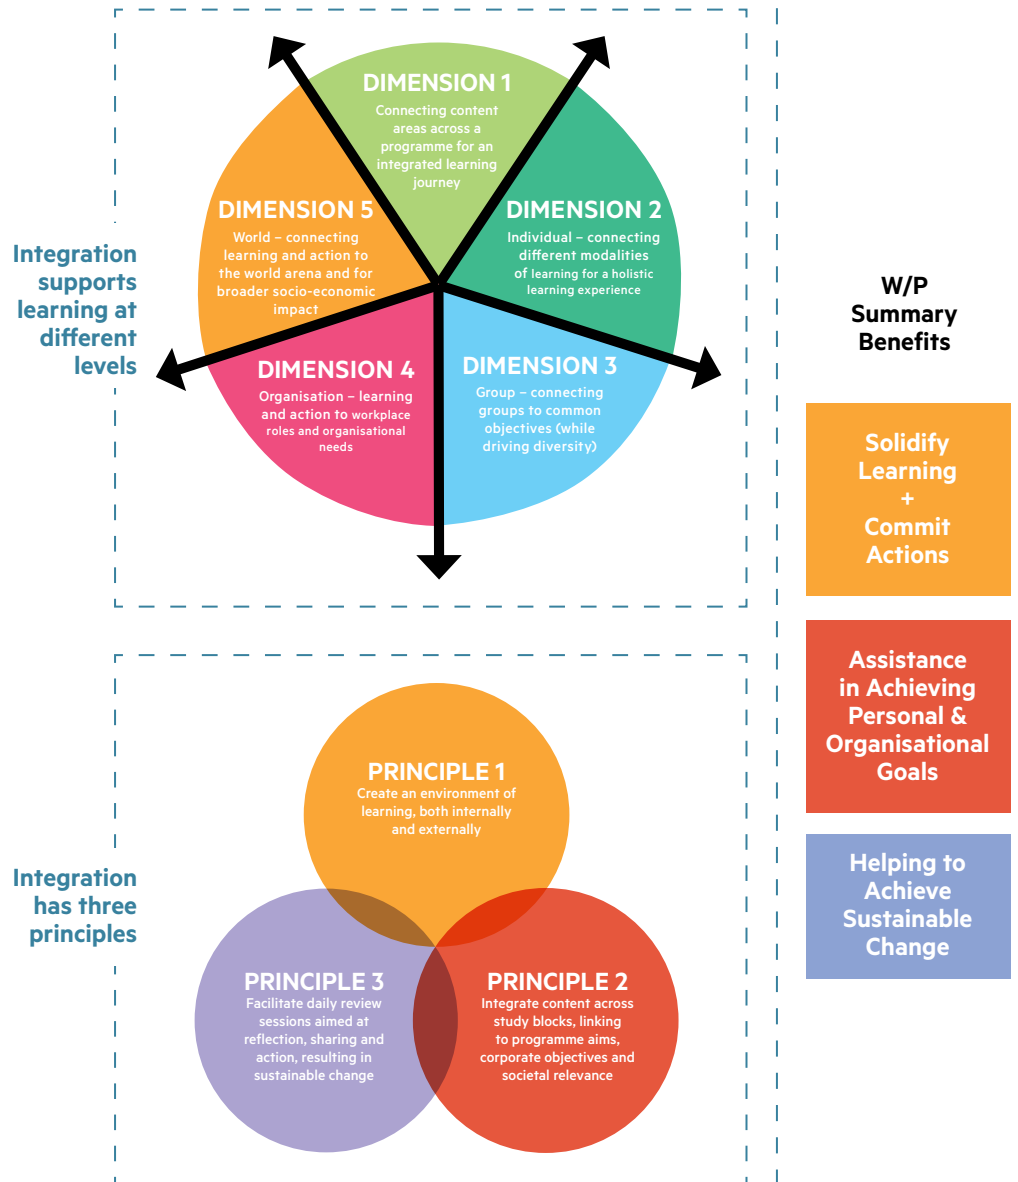 Integration
supports
learning at
different
levels
DIMENSION 1
Connecting content
areas across a
programme for an
integrated learning
journey
DIMENSION 2
Individual – connecting
different modalities
of learning for a holistic
learning experience
DIMENSION 3
Group – connecting
groups to common
objectives (while
driving diversity)
DIMENSION 4
Organisation – learning
and action to workplace
roles and organisational
needs
DIMENSION 5
World – connecting
learning and action to
the world arena and for
broader socio-economic
impact
Integration
has three
principles
PRINCIPLE 1
Create an environment of
learning, both internally
and externally
PRINCIPLE 2
Integrate content across
study blocks, linking
to programme aims,
corporate objectives and
societal relevance
PRINCIPLE 3
Facilitate daily review
sessions aimed at
reflection, sharing and
action, resulting in
sustainable change
W/P
Summary
Benefits
Solidify
Learning
+
Commit
Actions
Assistance
in Achieving
Personal &
Organisational
Goals
Helping to
Achieve
Sustainable
Change